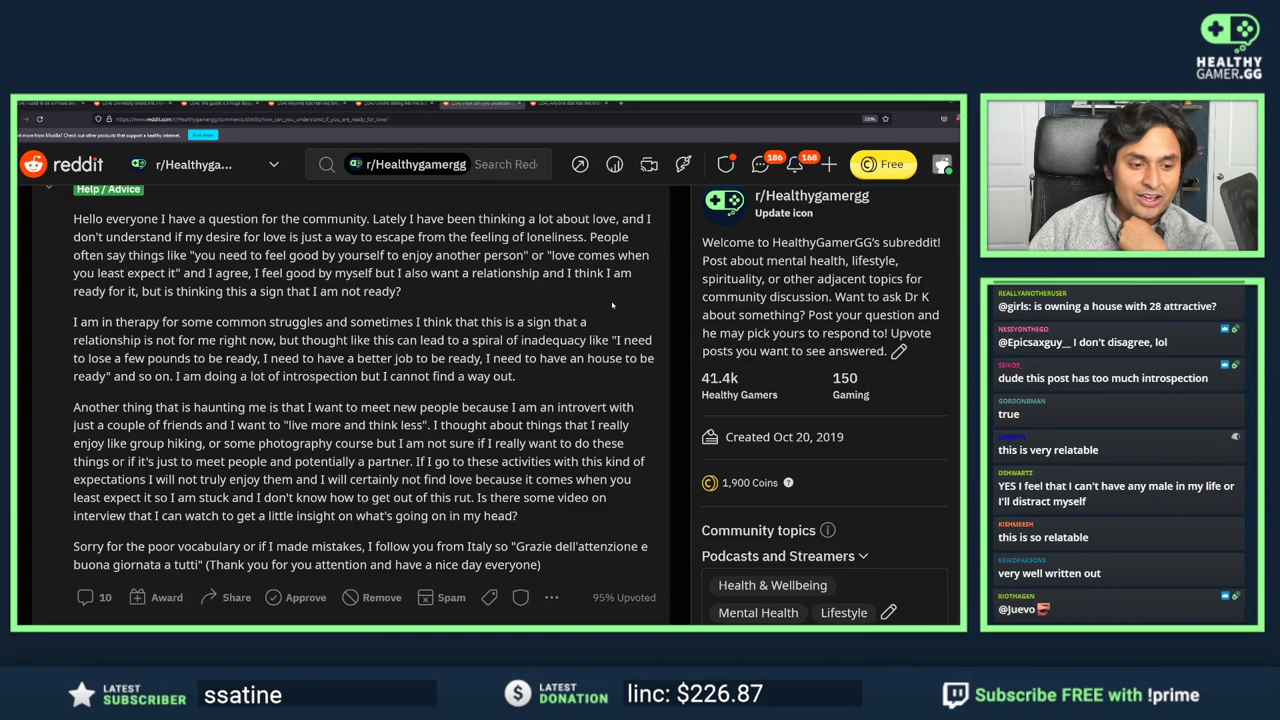 HEALTHY
GAMER.GG
https://www.reddit.com/r/Healthygamergg/comments/
reddit
r/Healthyga...
r/Healthygamergg Search Red
186
168
Free
Help / Advice
Hello everyone I have a question for the community. Lately I have been thinking a lot about love, and I
don't understand if my desire for love is just a way to escape from the feeling of loneliness. People
often say things like "you need to feel good by yourself to enjoy another person" or "love comes when
you least expect it" and I agree, I feel good by myself but I also want a relationship and I think I am
ready for it, but is thinking this a sign that I am not ready?
I am in therapy for some common struggles and sometimes I think that this is a sign that a
relationship is not for me right now, but thought like this can lead to a spiral of inadequacy like "I need
to lose a few pounds to be ready, I need to have a better job to be ready, I need to have an house to be
ready" and so on. I am doing a lot of introspection but I cannot find a way out.
Another thing that is haunting me is that I want to meet new people because I am an introvert with
just a couple of friends and I want to "live more and think less". I thought about things that I really
enjoy like group hiking, or some photography course but I am not sure if I really want to do these
things or if it's just to meet people and potentially a partner. If I go to these activities with this kind of
expectations I will not truly enjoy them and I will certainly not find love because it comes when you
least expect it so I am stuck and I don't know how to get out of this rut. Is there some video on
interview that I can watch to get a little insight on what's going on in my head?
Sorry for the poor vocabulary or if I made mistakes, I follow you from Italy so "Grazie dell'attenzione e
buona giornata a tutti" (Thank you for you attention and have a nice day everyone)
10
Award
Share
Approve
Remove
Spam
95% Upvoted
r/Healthygamergg
Update icon
Welcome to HealthyGamerGG's subreddit!
Post about mental health, lifestyle,
spirituality, or other adjacent topics for
community discussion. Want to ask Dr K
about something? Post your question and
he may pick yours to respond to! Upvote
posts you want to see answered.
41.4k
150
Healthy Gamers
Gaming
Created Oct 20, 2019
1,900 Coins
Community topics
Podcasts and Streamers
Health & Wellbeing
Mental Health
Lifestyle
REALLYANOTHERUSER
@girls: is owning a house with 28 attractive?
NESSYONTHEGO
@Epicsaxguy__ I don't disagree, lol
dude this post has too much introspection
GORDONBMAN
true
this is very relatable
DSHWARTZ
YES I feel that I can't have any male in my life or
I'll distract myself
KISHMEESH
this is so relatable
KEIKOPARSONS
very well written out
RIOTHAGEN
@Juevo
LATEST
SUBSCRIBER
ssatine
LATEST
DONATION
linc: $226.87
Subscribe FREE with !prime